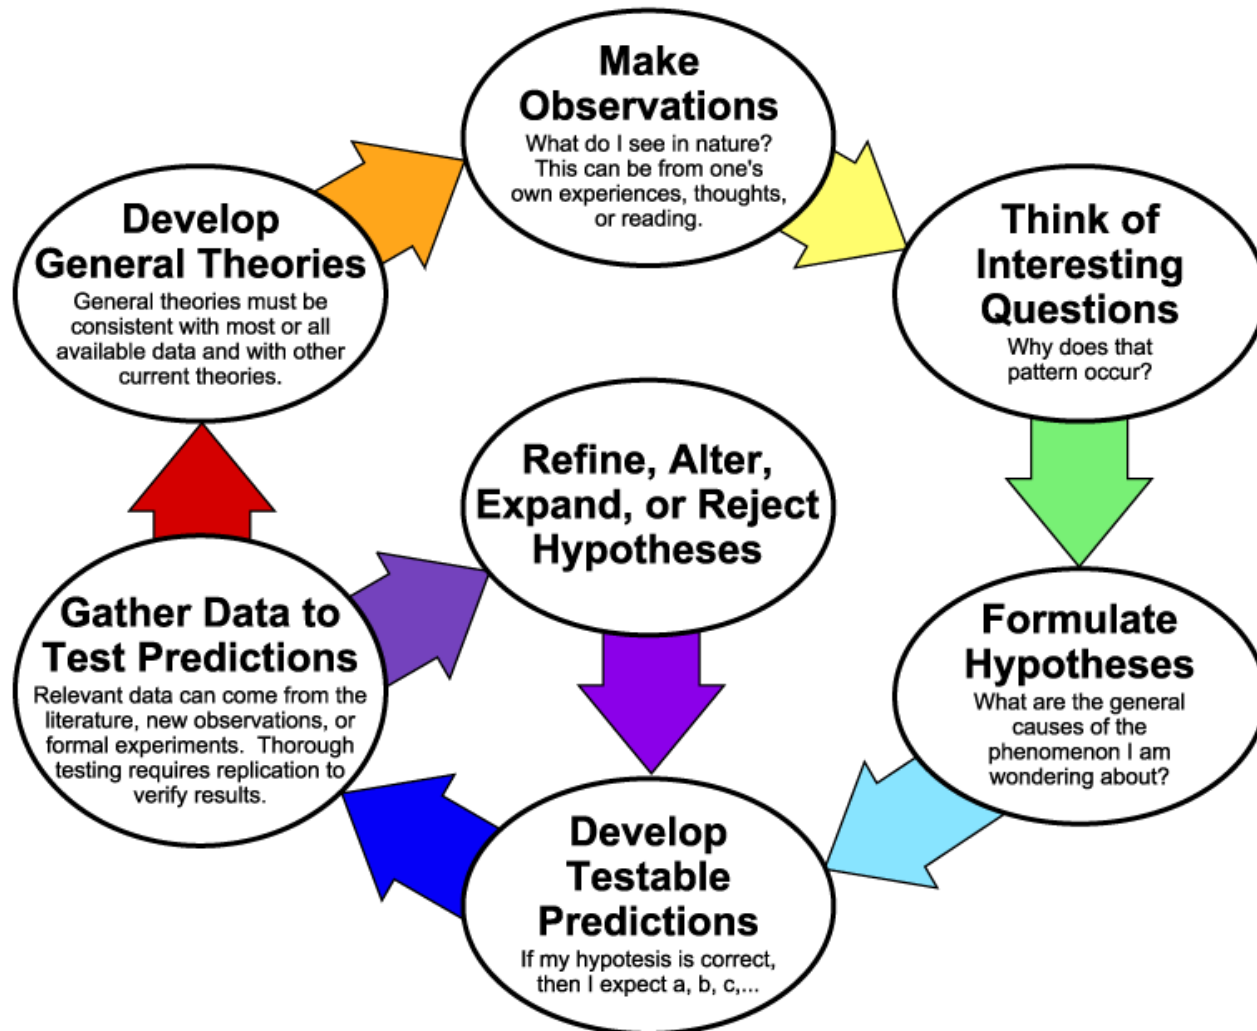 Make
Observations
What do I see in nature?
This can be from one's
own experiences, thoughts,
or reading.
Think of
Interesting
Questions
Why does that
pattern occur?
Formulate
Hypotheses
What are the general
causes of the
phenomenon I am
wondering about?
Develop
Testable
Predictions
If my hypotesis is correct,
then I expect a, b, c,...
Gather Data to
Test Predictions
Relevant data can come from the
literature, new observations, or
formal experiments.  Thorough
testing requires replication to
verify results.
Refine, Alter,
Expand, or Reject
Hypotheses
Develop
General Theories
General theories must be
consistent with most or all
available data and with other
current theories.